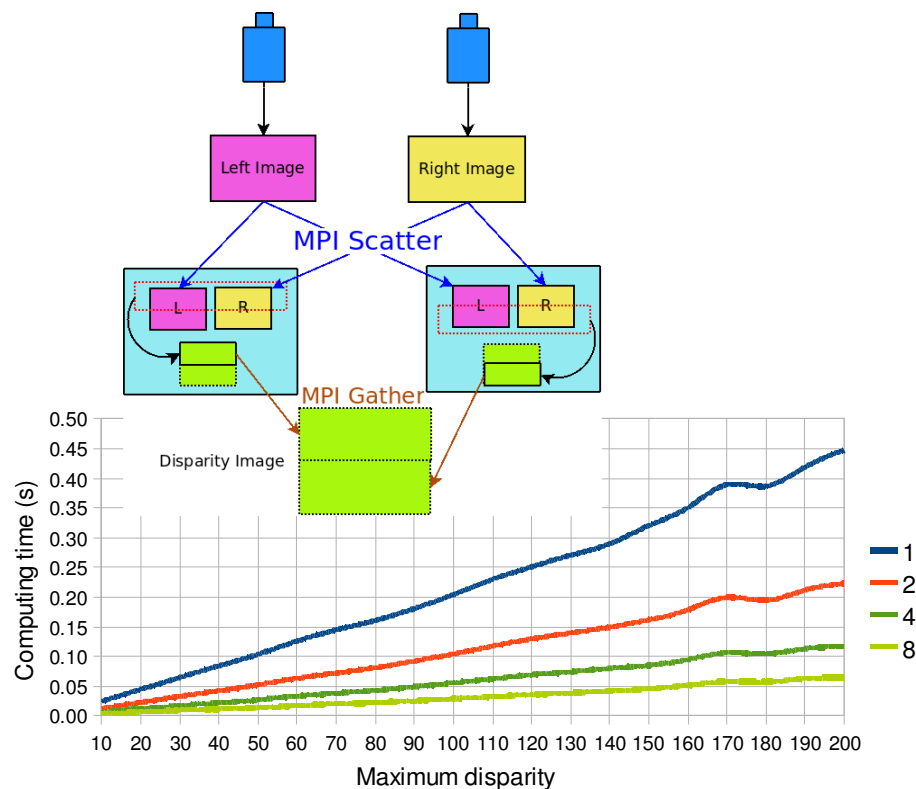 Left Image
Right Image
MPI Scatter
L
R
L
R
MPI Gather
Disparity Image
0.50
0.45
0.40
0.35
0.30
0.25
0.20
0.15
0.10
0.05
0.00
Computing time (s)
10 20 30 40 50 60 70 80 90 100 110 120 130 140 150 160 170 180 190 200
Maximum disparity
1
2
4
8